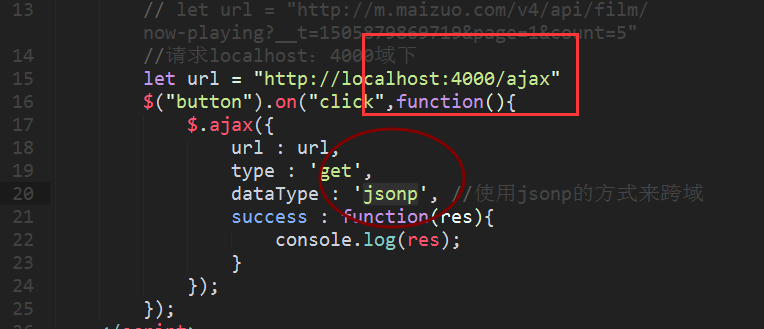 13 // let url = "http://m.maizuo.com/v4/api/film/
now-playing?__t=1505879869719&page=1&count=5"
14 //请求localhost：4000域下
15 let url = "http://localhost:4000/ajax"
16 $("button").on("click",function(){
17 $.ajax({
18 url : url,
19 type : 'get',
20 dataType : 'jsonp', //使用jsonp的方式来跨域
21 success : function(res){
22 console.log(res);
23 }
24 });
25 });